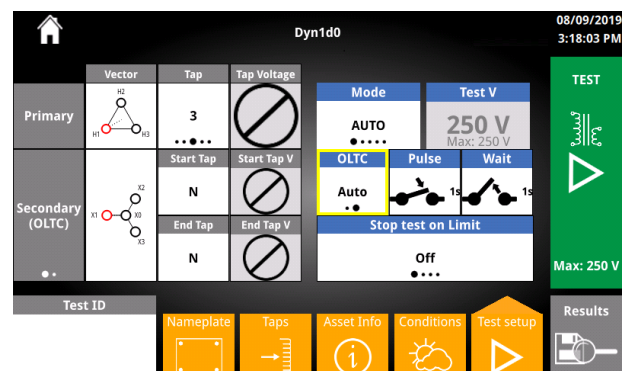 Dyn1d0
08/09/2019
3:18:03 PM
Vector
Tap
Tap Voltage
Primary
H2
H1
H3
3
Mode
AUTO
Test V
250 V
Max: 250 V
TEST
Max: 250 V
Secondary
(OLTC)
X2
X1
X0
X3
Start Tap
N
Start Tap V
End Tap
N
End Tap V
OLTC
Auto
Pulse
1s
Wait
1s
Stop test on Limit
Off
Test ID
Nameplate
Taps
Asset Info
i
Conditions
Test setup
Results